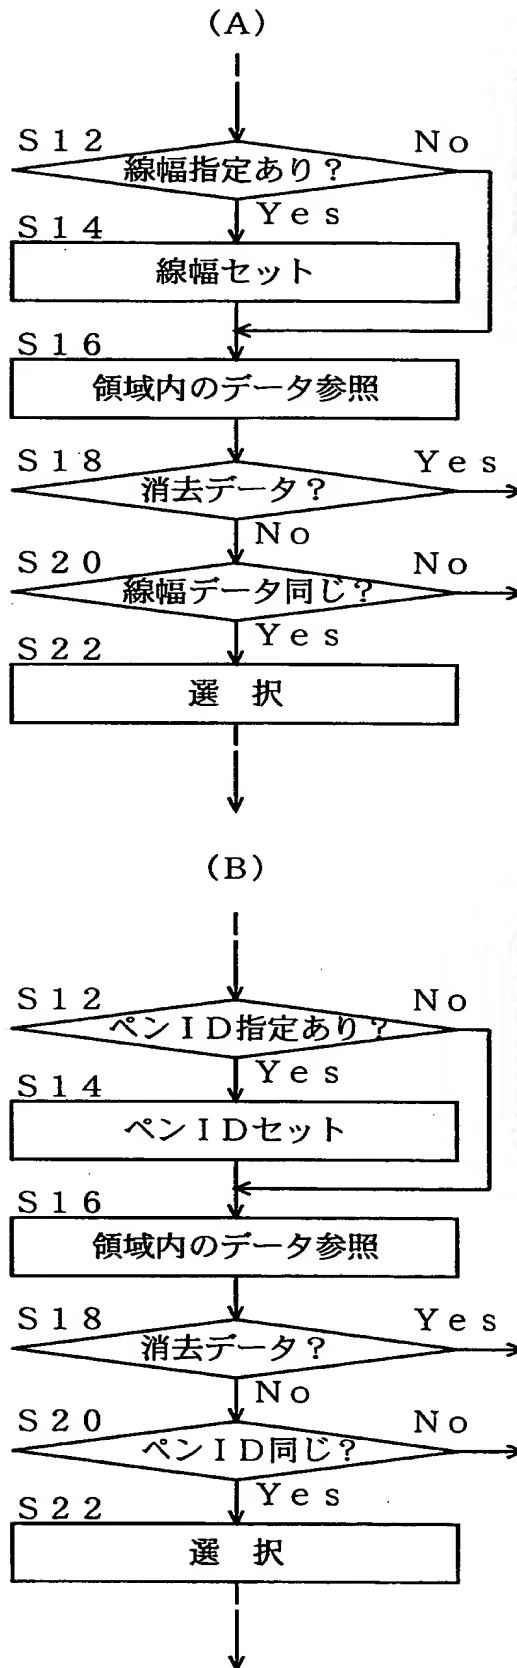 (A)
S12
No
線幅指定あり?
Yes
S14
線幅セット
S16
領域内のデータ参照
S18
Yes
消去データ?
No
S20
No
線幅データ同じ?
Yes
S22
選 択
(B)
S12
No
ペンID指定あり?
Yes
S14
ペンIDセット
S16
領域内のデータ参照
S18
Yes
消去データ?
No
S20
No
ペンID同じ?
Yes
S22
選 択